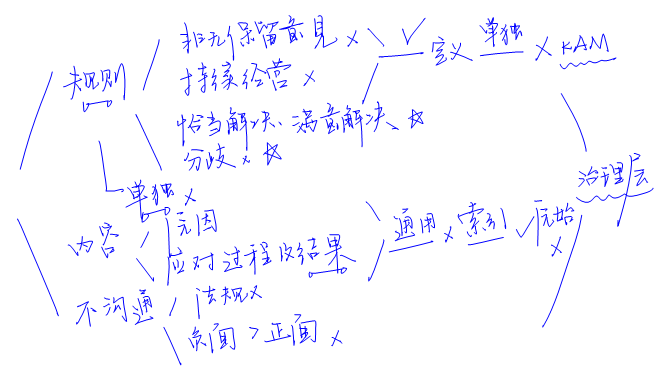 规则
非无保留意见 ×
持续经营 ×
恰当解决、满意解决、☆
分歧 × ☆
✓ 定义 单独 × KAM
单独 ×
内容
原因
应对过程及结果
不沟通
法规 ×
负面 > 正面 ×
通用 × 索引 ✓ 原始 ×
治理层